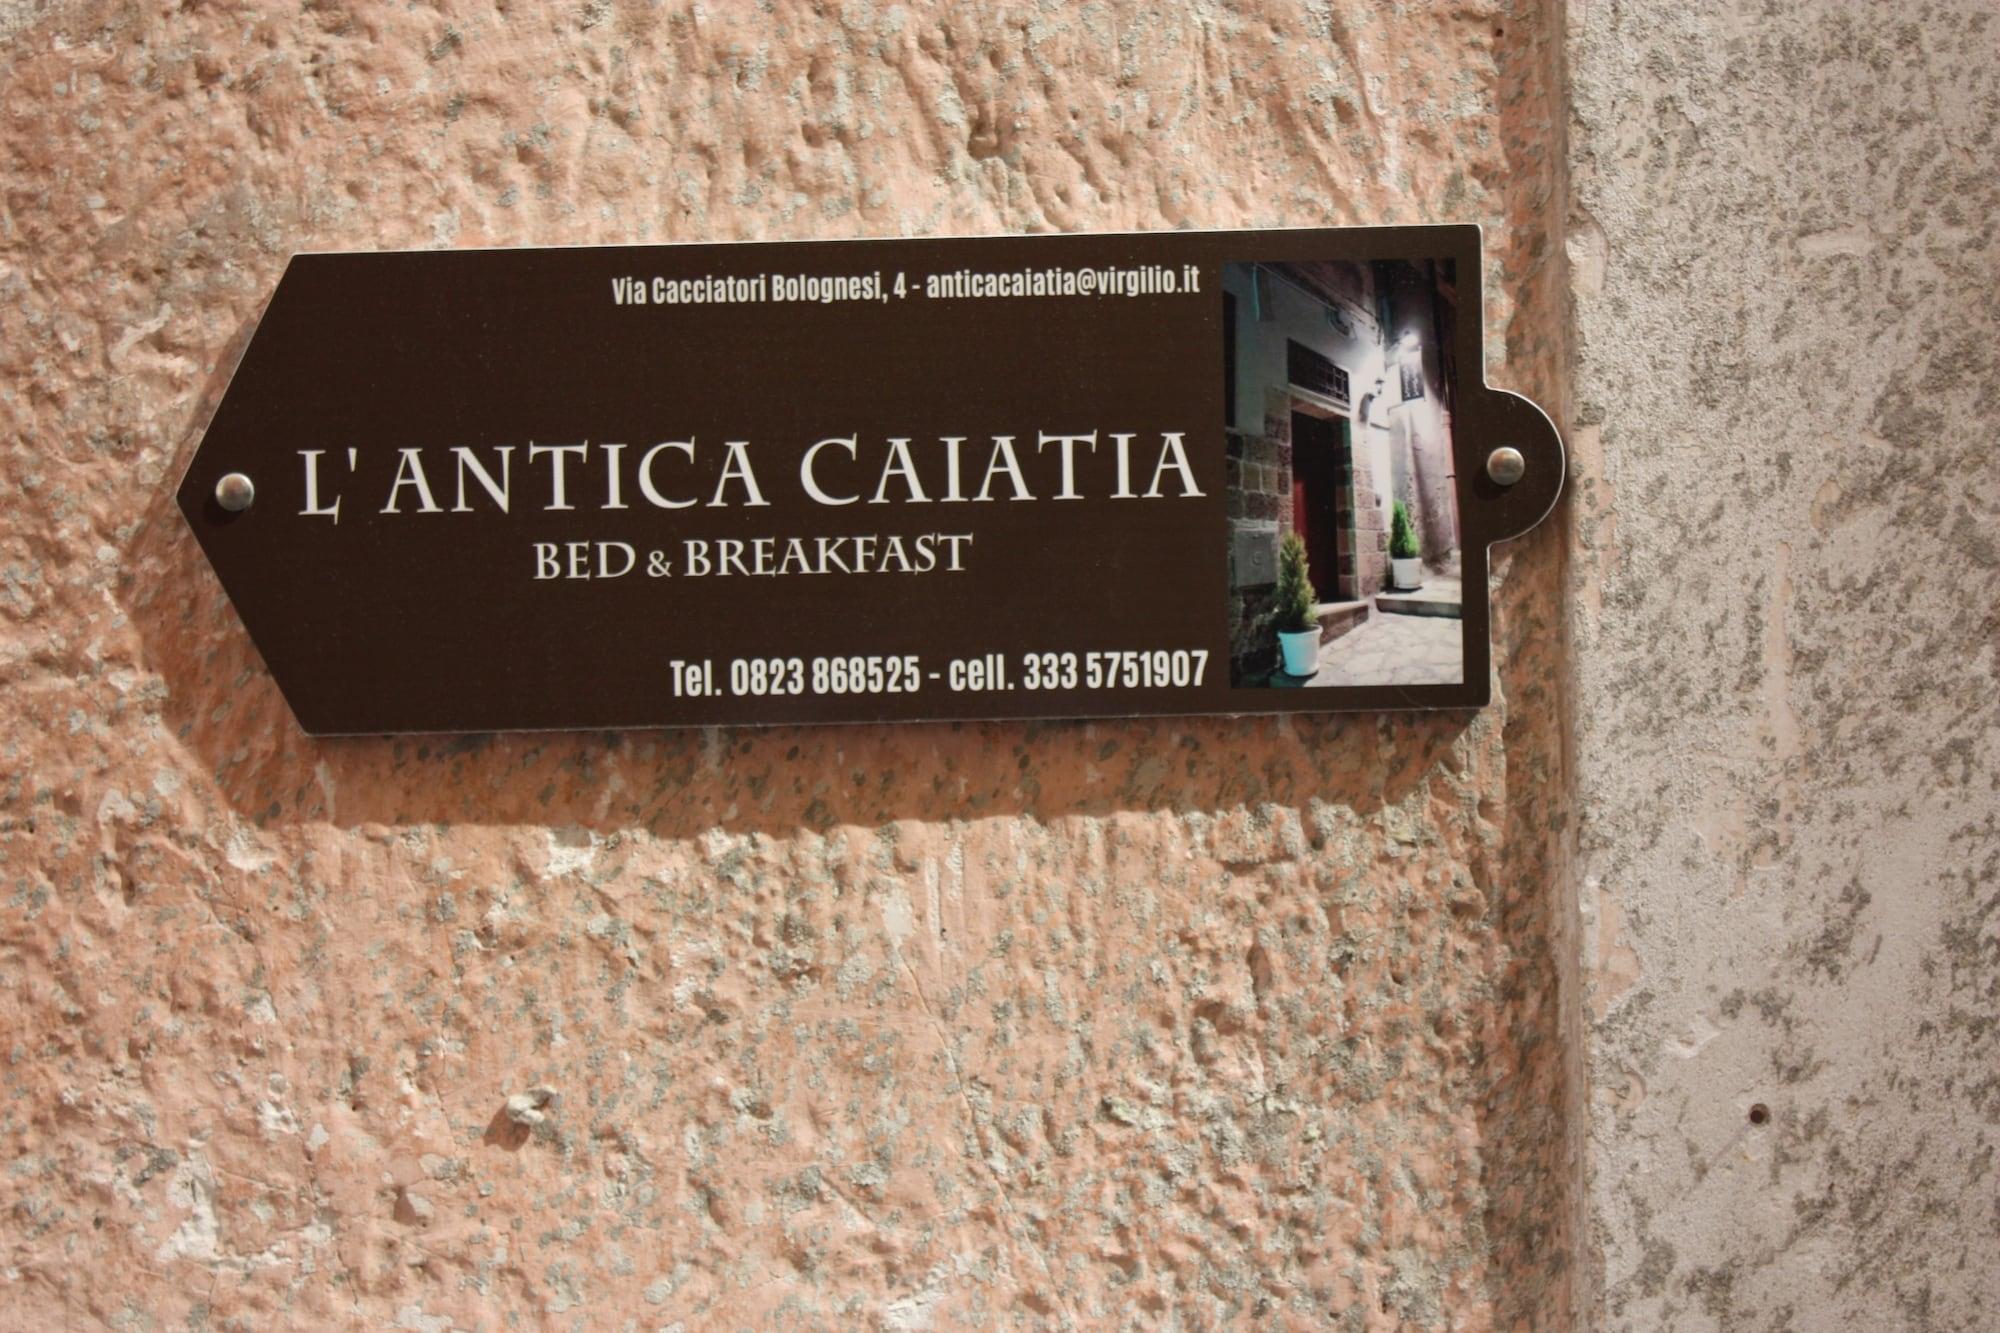 Via Cacciatori Bolognesi, 4 - anticacaiatia@virgilio.it
L'ANTICA CAIATIA
BED & BREAKFAST
Tel. 0823 868525 - cell. 333 5751907